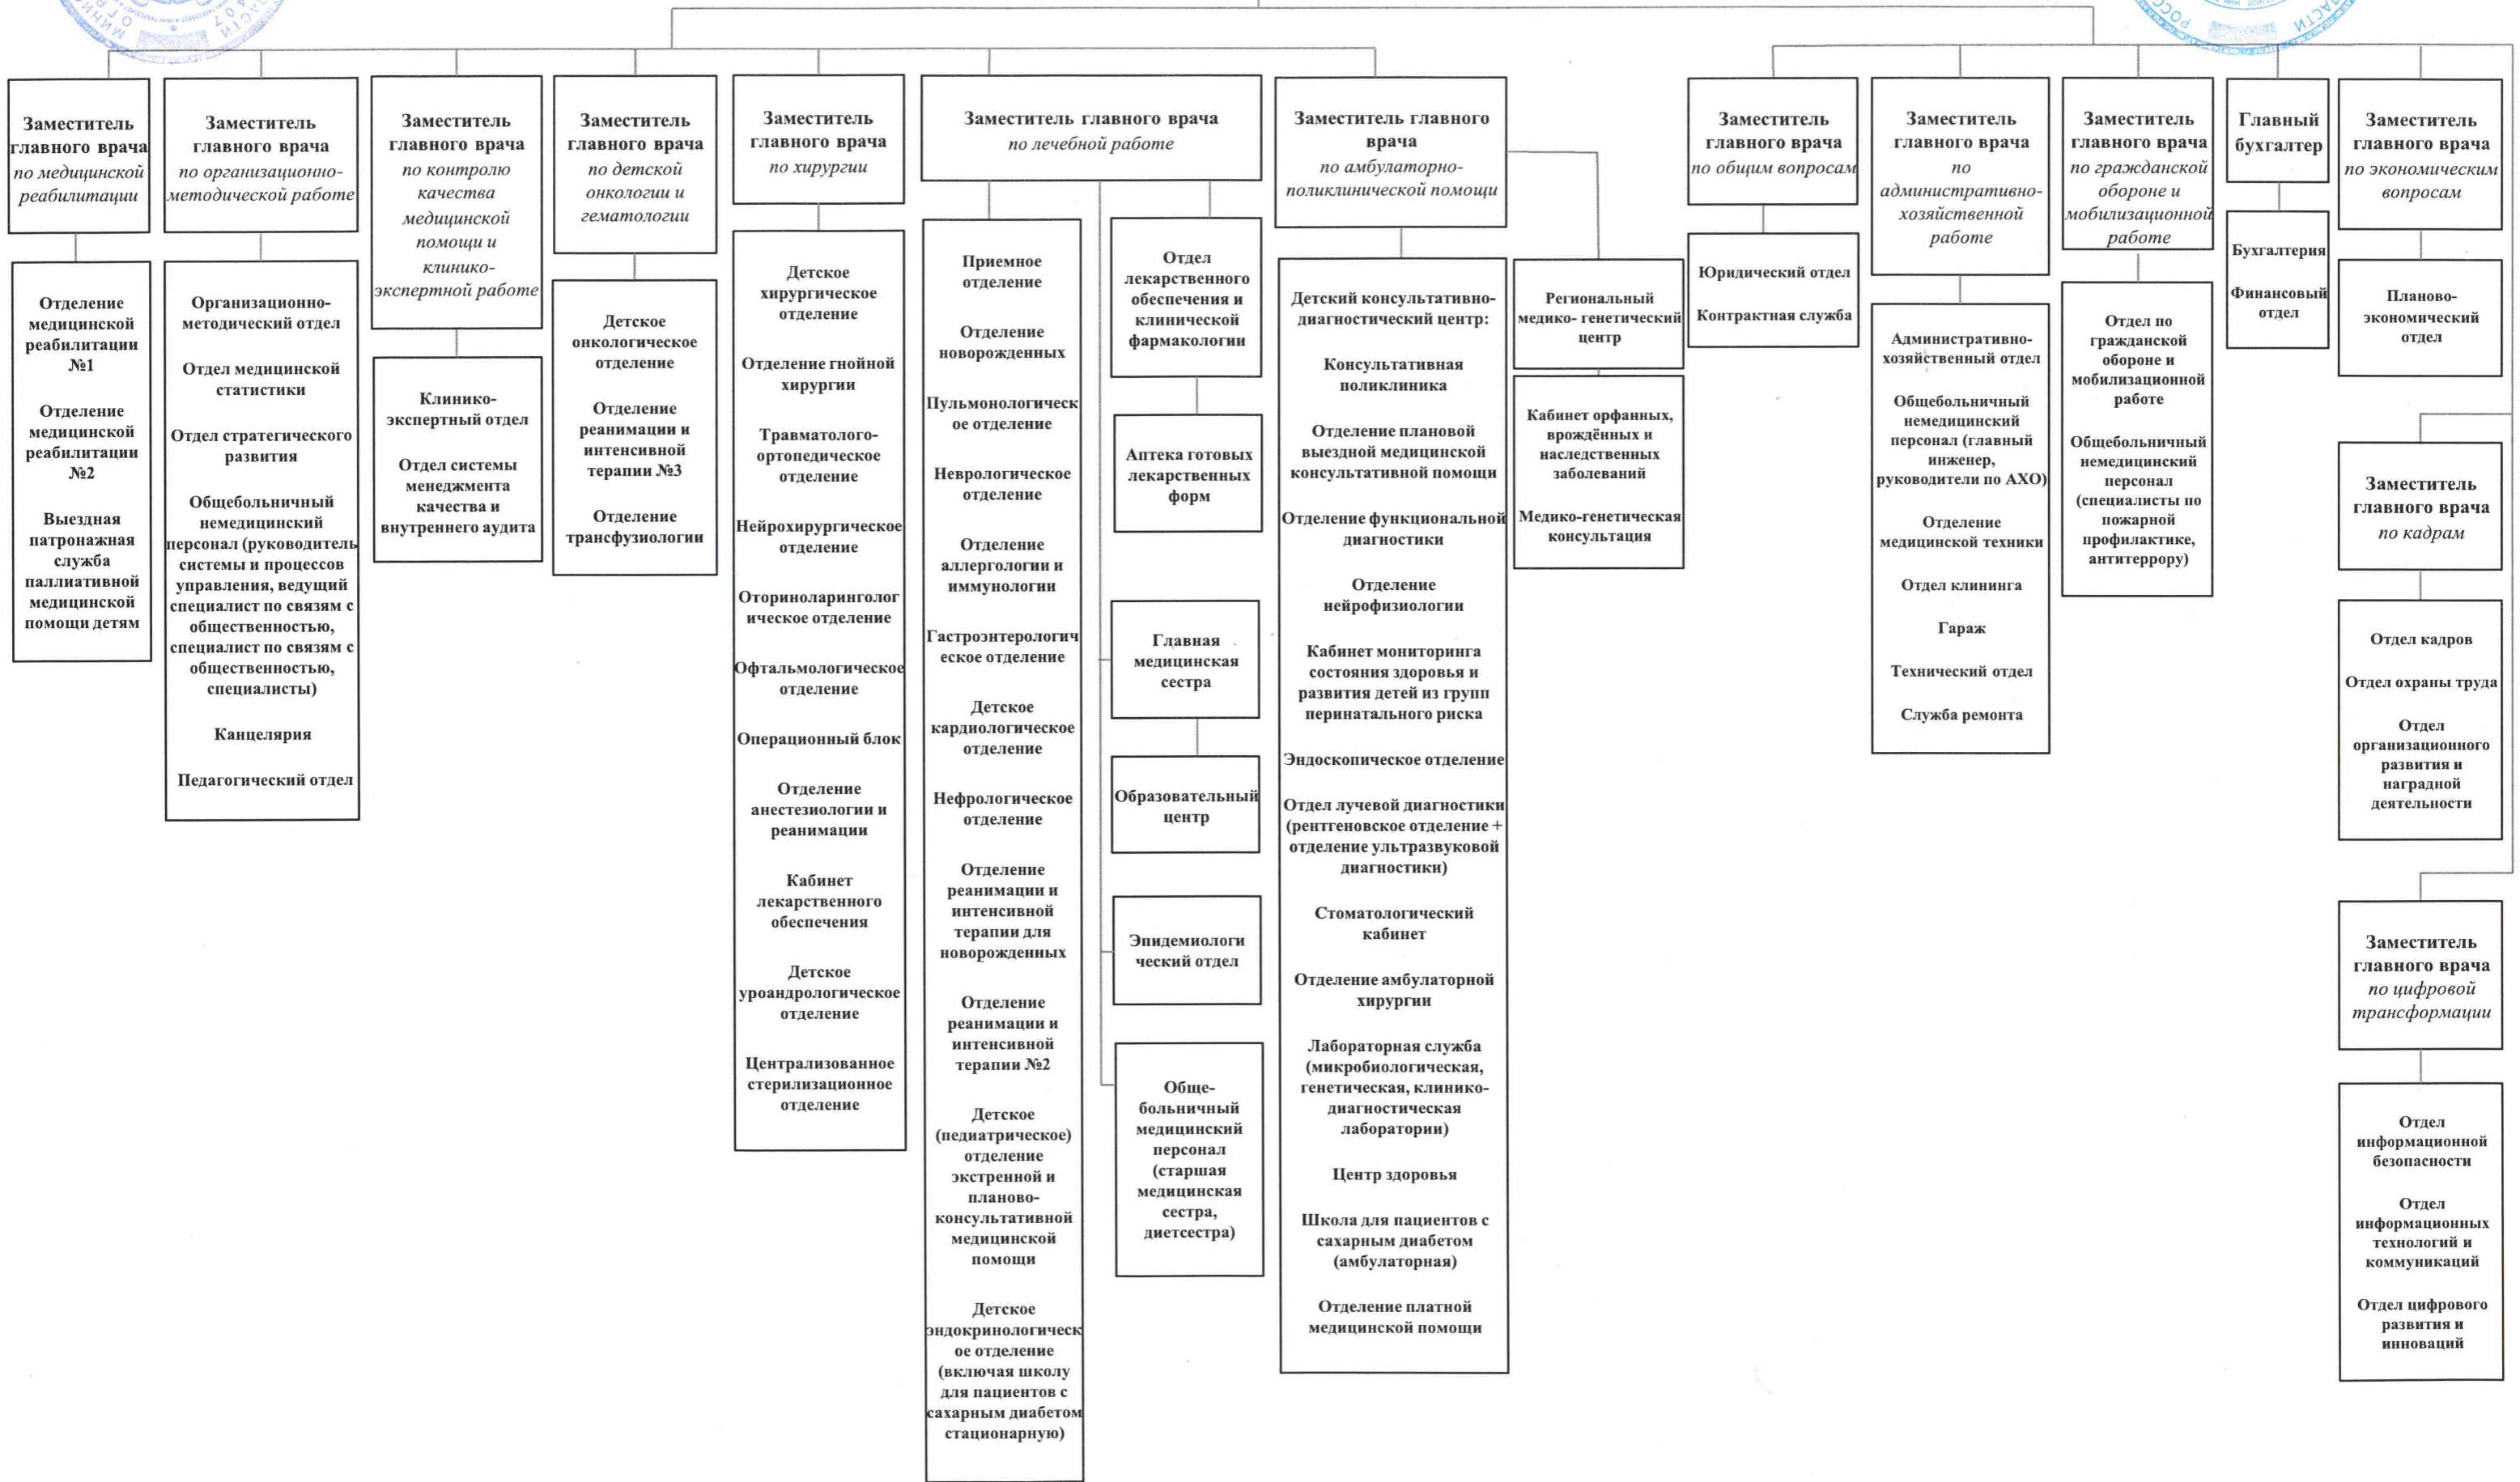 Заместитель
главного врача
по медицинской
реабилитации
Отделение
медицинской
реабилитации
№1
Отделение
медицинской
реабилитации
№2
Выездная
патронажная
служба
паллиативной
медицинской
помощи детям
Заместитель
главного врача
по организационно-
методической работе
Организационно-
методический отдел
Отдел медицинской
статистики
Отдел стратегического
развития
Общебольничный
немедицинский
персонал (руководитель
системы и процессов
управления, ведущий
специалист по связям с
общественностью,
специалист по связям с
общественностью,
специалисты)
Канцелярия
Педагогический отдел
Заместитель
главного врача
по контролю
качества
медицинской
помощи и
клинико-
экспертной работе
Клинико-
экспертный отдел
Отдел системы
менеджмента
качества и
внутреннего аудита
Заместитель
главного врача
по детской
онкологии и
гематологии
Детское
онкологическое
отделение
Отделение
реанимации и
интенсивной
терапии №3
Отделение
трансфузиологии
Заместитель
главного врача
по хирургии
Детское
хирургическое
отделение
Отделение гнойной
хирургии
Травматолого-
ортопедическое
отделение
Нейрохирургическое
отделение
Оториноларинголог
ическое отделение
Офтальмологическое
отделение
Операционный блок
Отделение
анестезиологии и
реанимации
Кабинет
лекарственного
обеспечения
Детское
уроандрологическое
отделение
Централизованное
стерилизационное
отделение
Заместитель главного врача
по лечебной работе
Приемное
отделение
Отделение
новорожденных
Пульмонологическ
ое отделение
Неврологическое
отделение
Отделение
аллергологии и
иммунологии
Гастроэнтерологич
еское отделение
Детское
кардиологическое
отделение
Нефрологическое
отделение
Отделение
реанимации и
интенсивной
терапии для
новорожденных
Отделение
реанимации и
интенсивной
терапии №2
Детское
(педиатрическое)
отделение
экстренной и
планово-
консультативной
медицинской
помощи
Детское
эндокринологическ
ое отделение
(включая школу
для пациентов с
сахарным диабетом
стационарную)
Отдел
лекарственного
обеспечения и
клинической
фармакологии
Аптека готовых
лекарственных
форм
Главная
медицинская
сестра
Образовательный
центр
Эпидемиологи
ческий отдел
Обще-
больничный
медицинский
персонал
(старшая
медицинская
сестра,
диетсестра)
Заместитель главного
врача
по амбулаторно-
поликлинической помощи
Детский консультативно-
диагностический центр:
Консультативная
поликлиника
Отделение плановой
выездной медицинской
консультативной помощи
Отделение функциональной
диагностики
Отделение
нейрофизиологии
Кабинет мониторинга
состояния здоровья и
развития детей из групп
перинатального риска
Эндоскопическое отделение
Отдел лучевой диагностики
(рентгеновское отделение +
отделение ультразвуковой
диагностики)
Стоматологический
кабинет
Отделение амбулаторной
хирургии
Лабораторная служба
(микробиологическая,
генетическая, клинико-
диагностическая
лаборатории)
Центр здоровья
Школа для пациентов с
сахарным диабетом
(амбулаторная)
Отделение платной
медицинской помощи
Региональный
медико- генетический
центр
Кабинет орфанных,
врождённых и
наследственных
заболеваний
Медико-генетическая
консультация
Заместитель
главного врача
по общим вопросам
Юридический отдел
Контрактная служба
Заместитель
главного врача
по
административно-
хозяйственной
работе
Административно-
хозяйственный отдел
Общебольничный
немедицинский
персонал (главный
инженер,
руководители по АХО)
Отделение
медицинской техники
Отдел клининга
Гараж
Технический отдел
Служба ремонта
Заместитель
главного врача
по гражданской
обороне и
мобилизационной
работе
Отдел по
гражданской
обороне и
мобилизационной
работе
Общебольничный
немедицинский
персонал
(специалисты по
пожарной
профилактике,
антитеррору)
Главный
бухгалтер
Бухгалтерия
Финансовый
отдел
Заместитель
главного врача
по экономическим
вопросам
Планово-
экономический
отдел
Заместитель
главного врача
по кадрам
Отдел кадров
Отдел охраны труда
Отдел
организационного
развития и
наградной
деятельности
Заместитель
главного врача
по цифровой
трансформации
Отдел
информационной
безопасности
Отдел
информационных
технологий и
коммуникаций
Отдел цифрового
развития и
инноваций